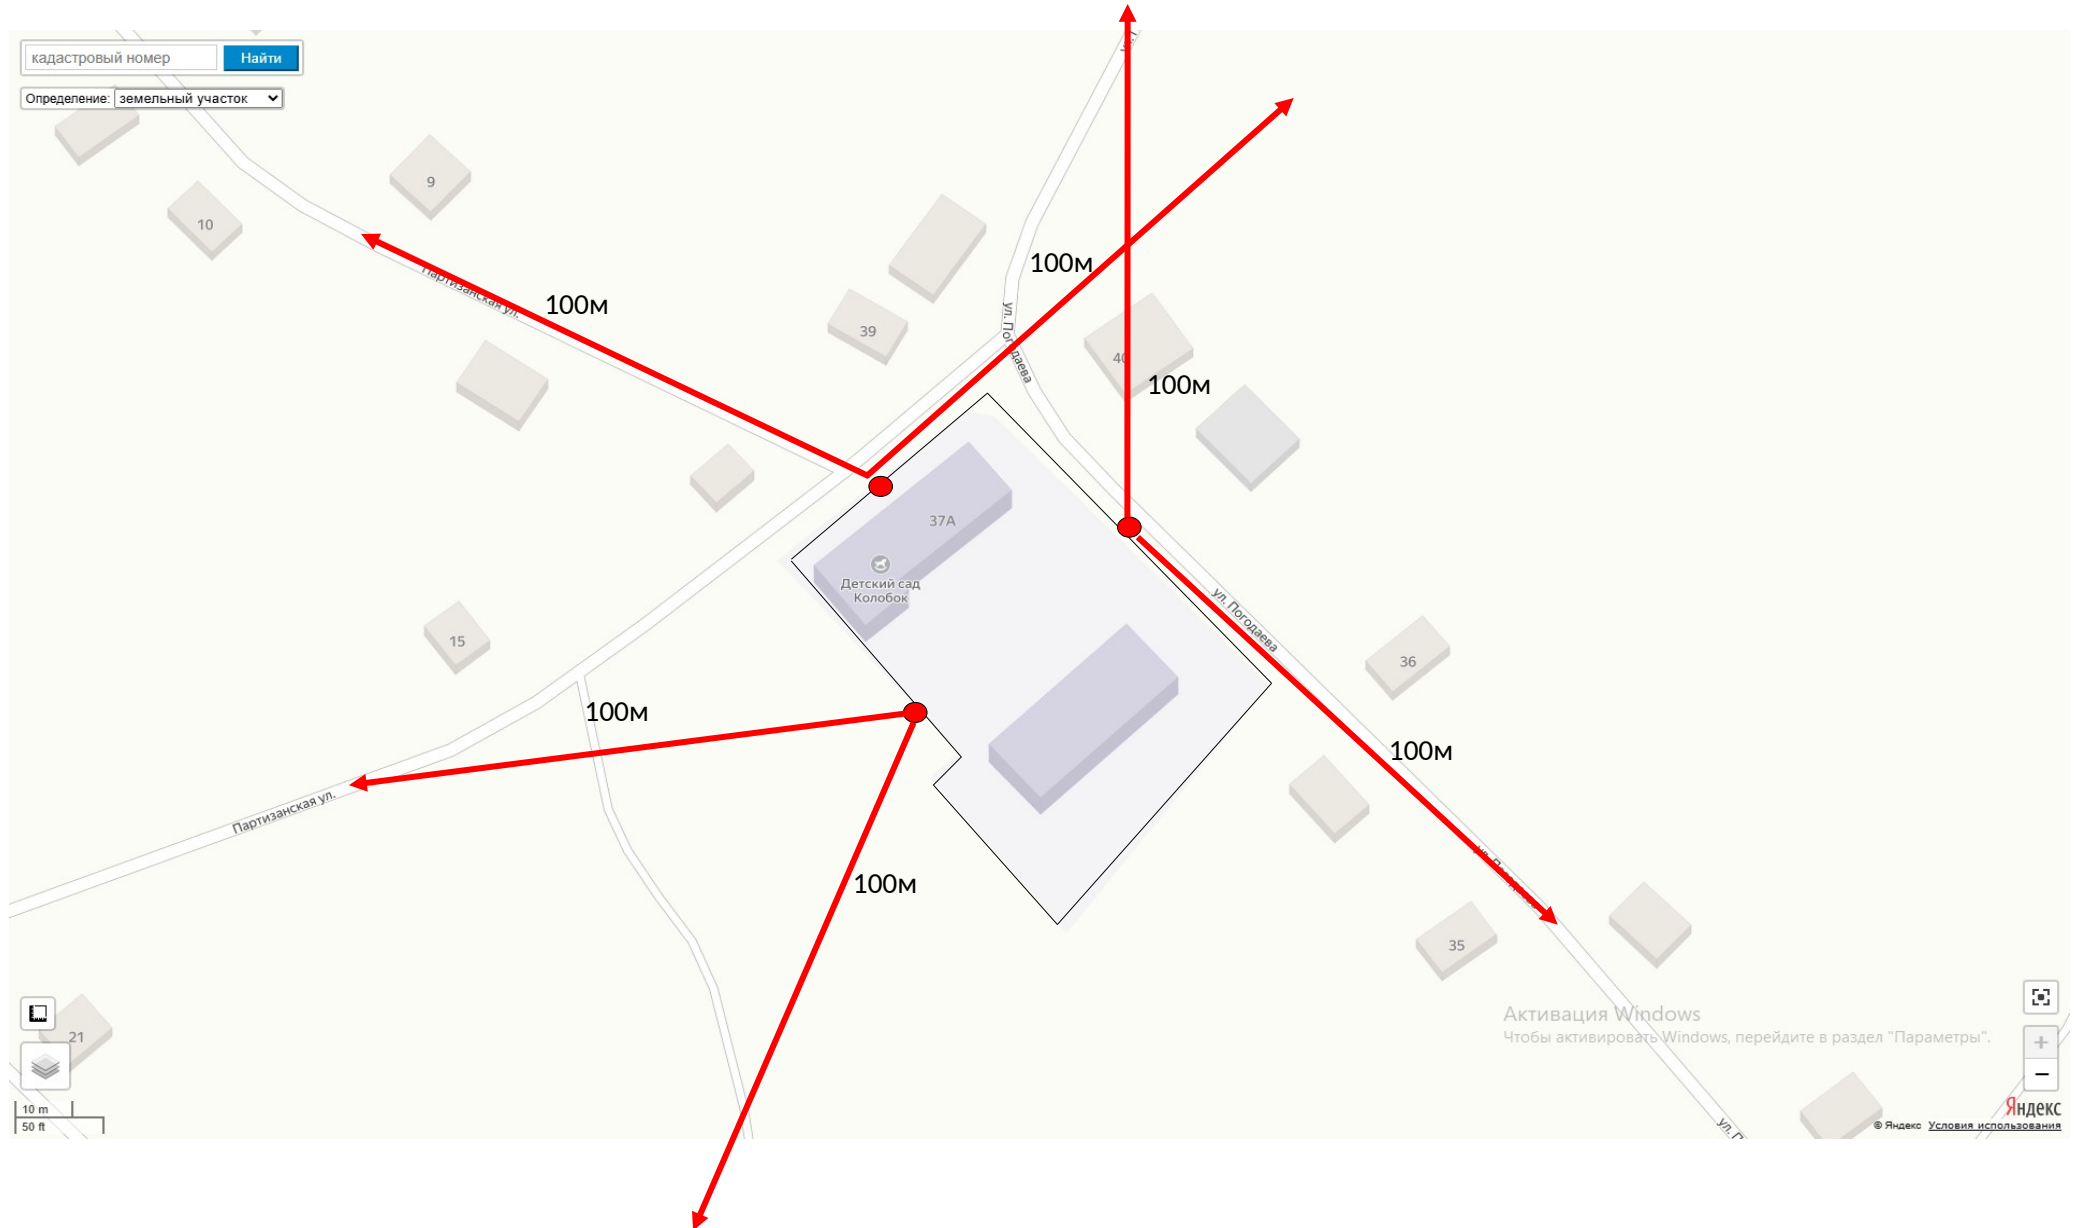 кадастровый номер
Найти
Определение: земельный участок
9
10
100м
39
Партизанская ул.
100м
ул. Погодаева
40
100м
37А
Детский сад
Колобок
ул. Погодаева
15
36
100м
100м
Партизанская ул.
100м
ул. Погодаева
35
21
Активация Windows
Чтобы активировать Windows, перейдите в раздел "Параметры".
10 m
50 ft
Яндекс
© Яндекс Условия использования